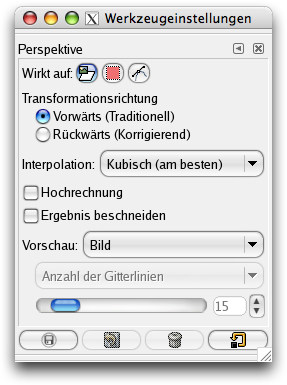 Werkzeugeinstellungen
Perspektive
Wirkt auf:
Transformationsrichtung
Vorwärts (Traditionell)
Rückwärts (Korrigierend)
Interpolation: Kubisch (am besten)
Hochrechnung
Ergebnis beschneiden
Vorschau: Bild
Anzahl der Gitterlinien
15